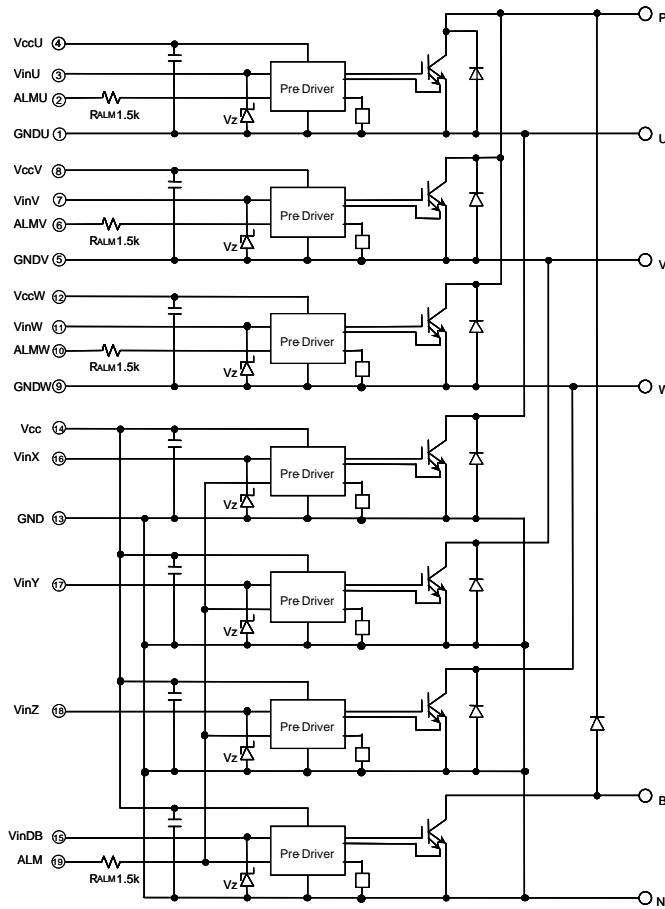 P
VccU ④
VinU ③
Pre Driver
ALMU ②
RALM1.5k
Vz
GNDU ①
U
VccV ⑧
VinV ⑦
Pre Driver
ALMV ⑥
RALM1.5k
Vz
GNDV ⑤
V
VccW ⑫
VinW ⑪
Pre Driver
ALMW ⑩
RALM1.5k
Vz
GNDW ⑨
W
Vcc ⑭
VinX ⑯
Pre Driver
Vz
GND ⑬
VinY ⑰
Pre Driver
Vz
VinZ ⑱
Pre Driver
Vz
B
VinDB ⑮
Pre Driver
ALM ⑲
RALM1.5k
Vz
N